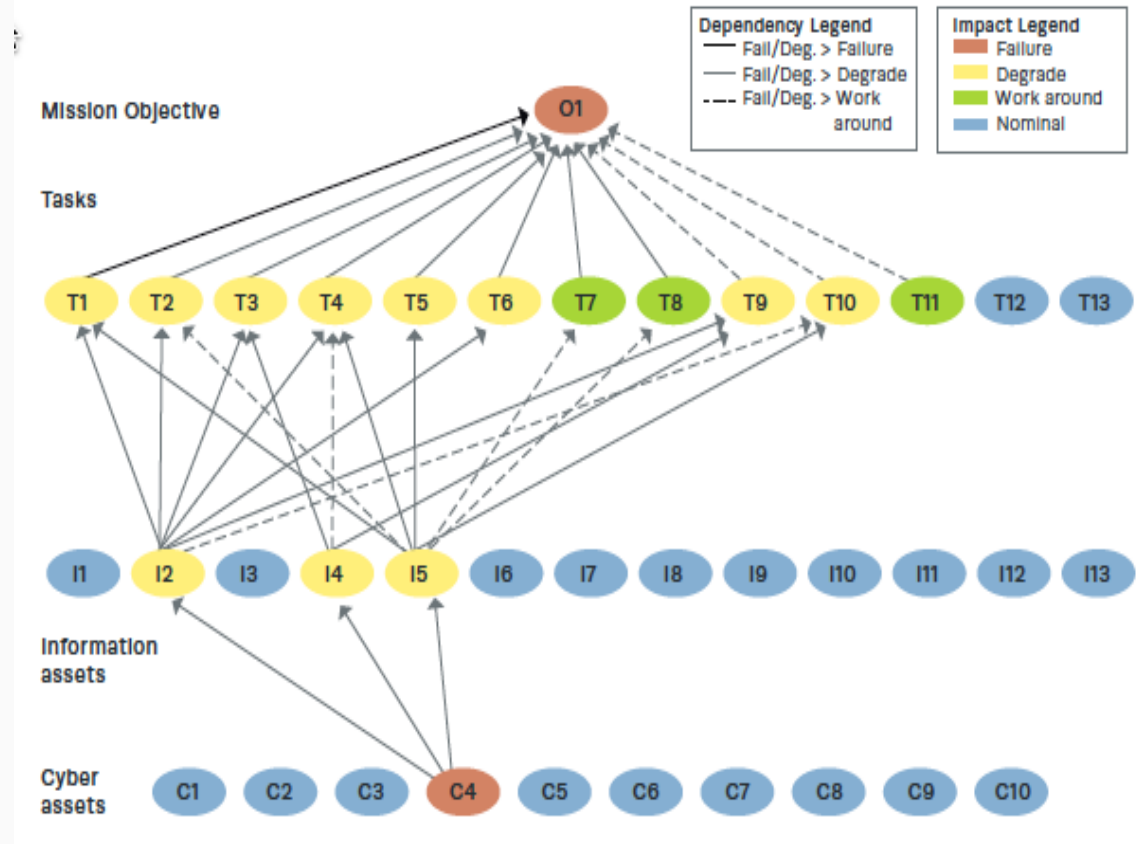 Dependency Legend
Fail/Deg. > Failure
Fail/Deg. > Degrade
Fail/Deg. > Work
around
Impact Legend
Failure
Degrade
Work around
Nominal
Mission Objective
O1
Tasks
T1 T2 T3 T4 T5 T6 T7 T8 T9 T10 T11 T12 T13
I1 I2 I3 I4 I5 I6 I7 I8 I9 I10 I11 I12 I13
Information
assets
Cyber
assets
C1 C2 C3 C4 C5 C6 C7 C8 C9 C10